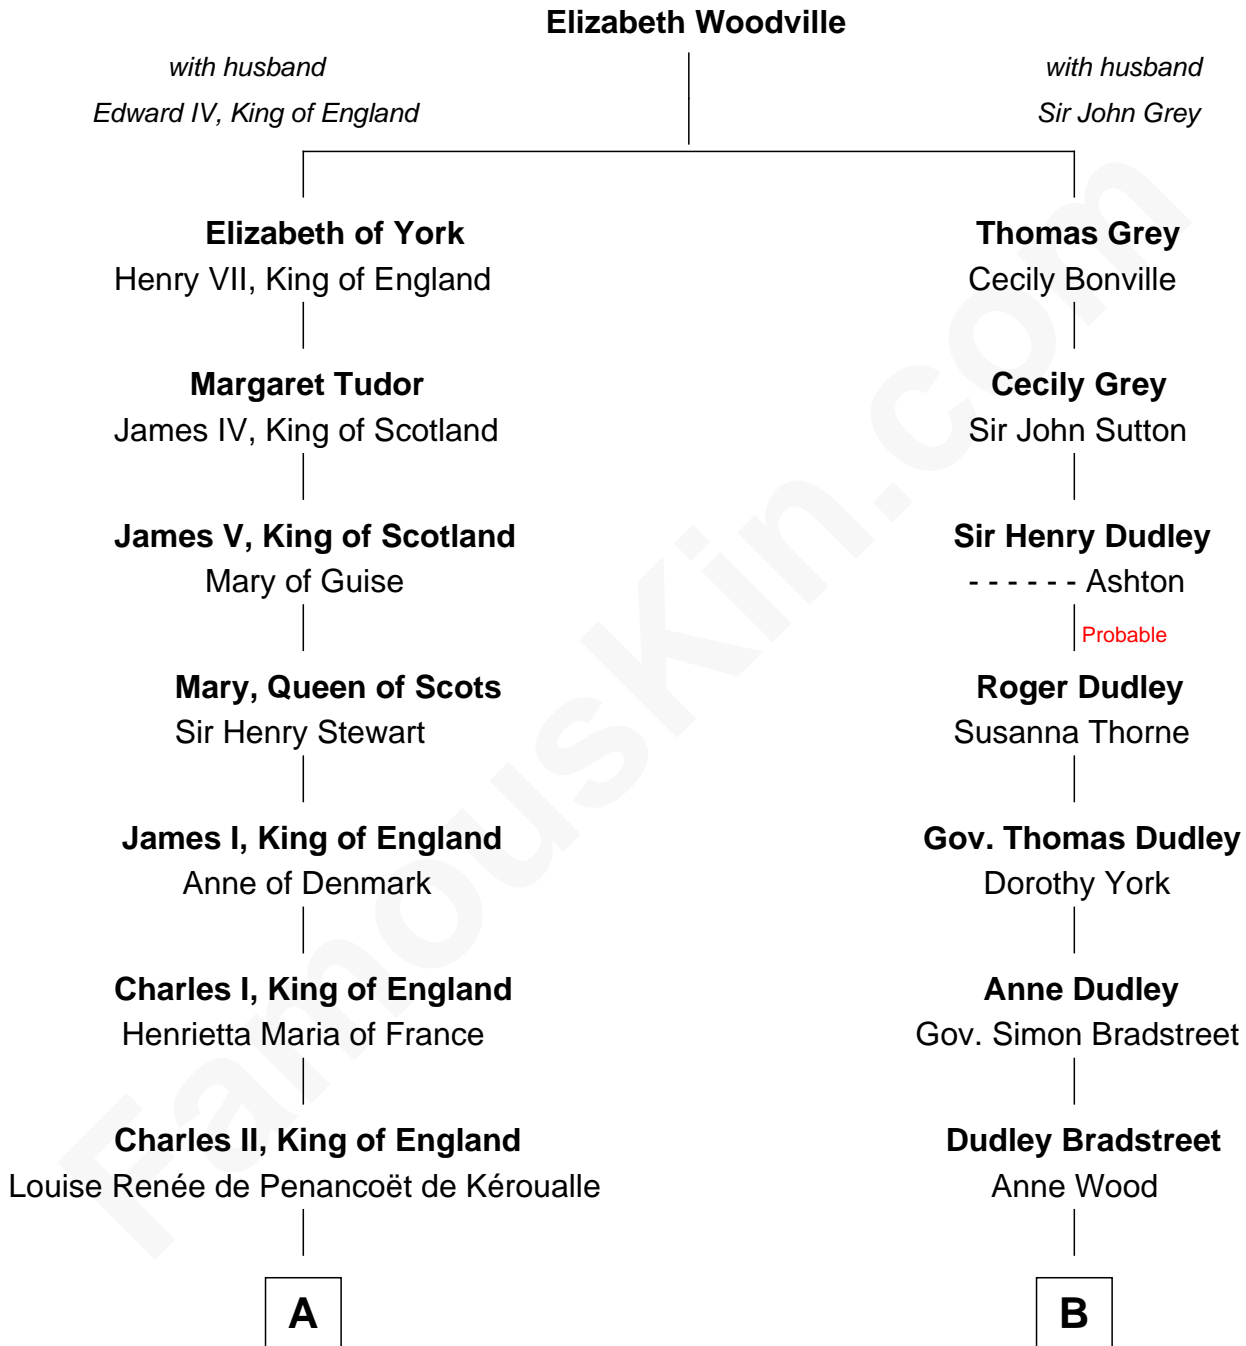 Elizabeth Woodville
with husband
Edward IV, King of England
with husband
Sir John Grey
Elizabeth of York
Henry VII, King of England
Thomas Grey
Cecily Bonville
Margaret Tudor
James IV, King of Scotland
Cecily Grey
Sir John Sutton
James V, King of Scotland
Mary of Guise
Sir Henry Dudley
- - - - - - Ashton
Probable
Mary, Queen of Scots
Sir Henry Stewart
Roger Dudley
Susanna Thorne
James I, King of England
Anne of Denmark
Gov. Thomas Dudley
Dorothy York
Charles I, King of England
Henrietta Maria of France
Anne Dudley
Gov. Simon Bradstreet
Charles II, King of England
Louise Renée de Penancoët de Kéroualle
Dudley Bradstreet
Anne Wood
A
B
FamousKin.com